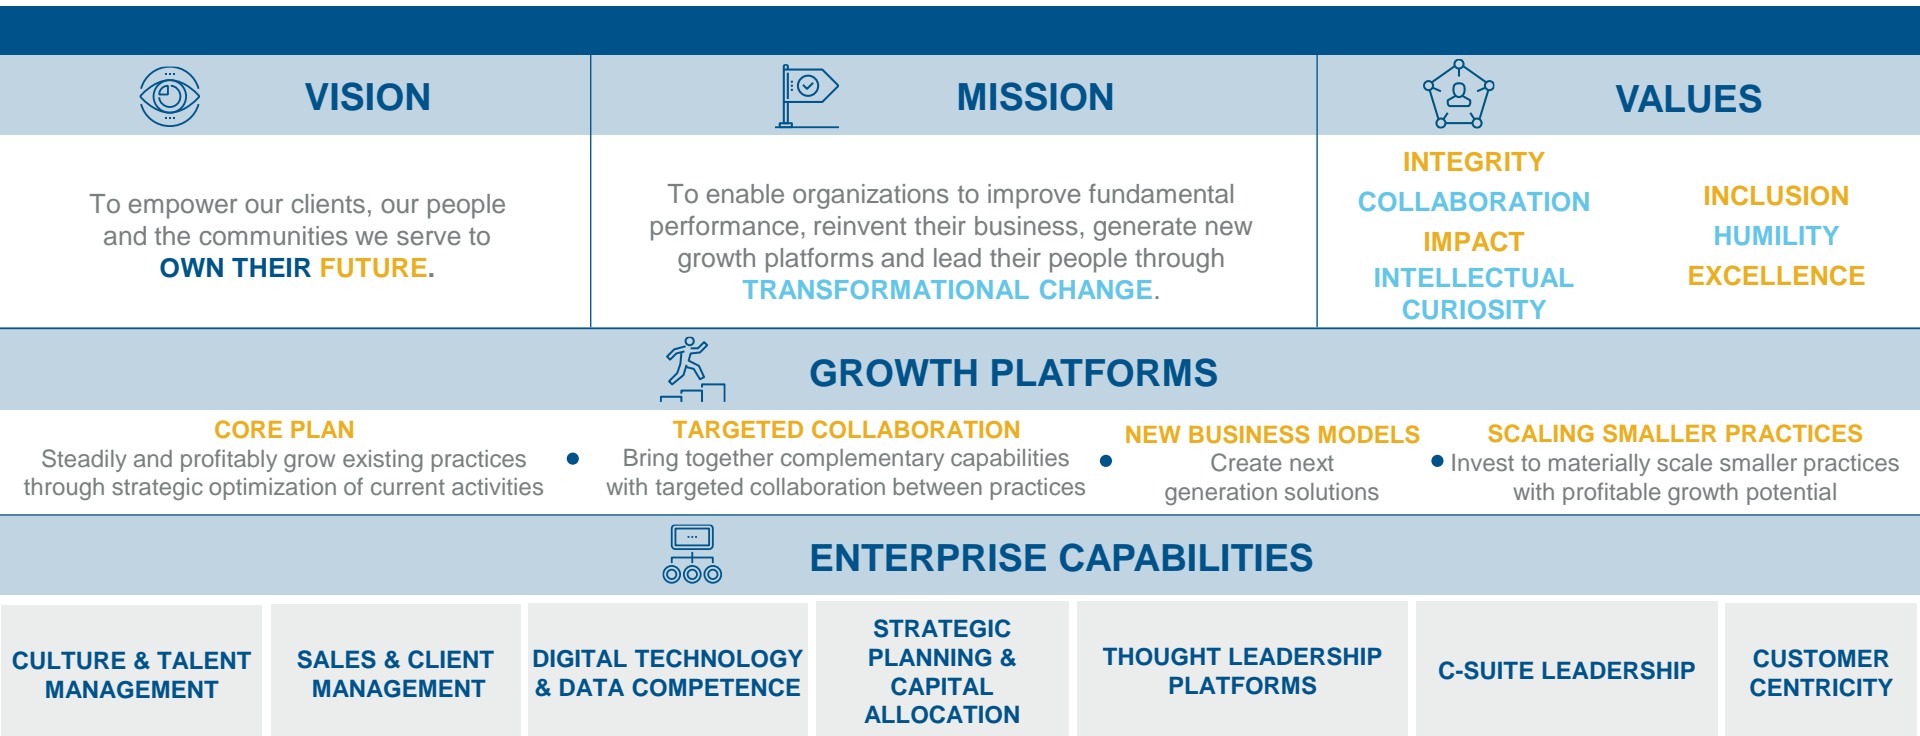 VISION
To empower our clients, our people
and the communities we serve to
OWN THEIR FUTURE.
MISSION
To enable organizations to improve fundamental
performance, reinvent their business, generate new
growth platforms and lead their people through
TRANSFORMATIONAL CHANGE.
VALUES
INTEGRITY
COLLABORATION
IMPACT
INTELLECTUAL
CURIOSITY
INCLUSION
HUMILITY
EXCELLENCE
GROWTH PLATFORMS
CORE PLAN
Steadily and profitably grow existing practices
through strategic optimization of current activities
TARGETED COLLABORATION
Bring together complementary capabilities
with targeted collaboration between practices
NEW BUSINESS MODELS
Create next
generation solutions
SCALING SMALLER PRACTICES
Invest to materially scale smaller practices
with profitable growth potential
ENTERPRISE CAPABILITIES
CULTURE & TALENT
MANAGEMENT
SALES & CLIENT
MANAGEMENT
DIGITAL TECHNOLOGY
& DATA COMPETENCE
STRATEGIC
PLANNING &
CAPITAL
ALLOCATION
THOUGHT LEADERSHIP
PLATFORMS
C-SUITE LEADERSHIP
CUSTOMER
CENTRICITY